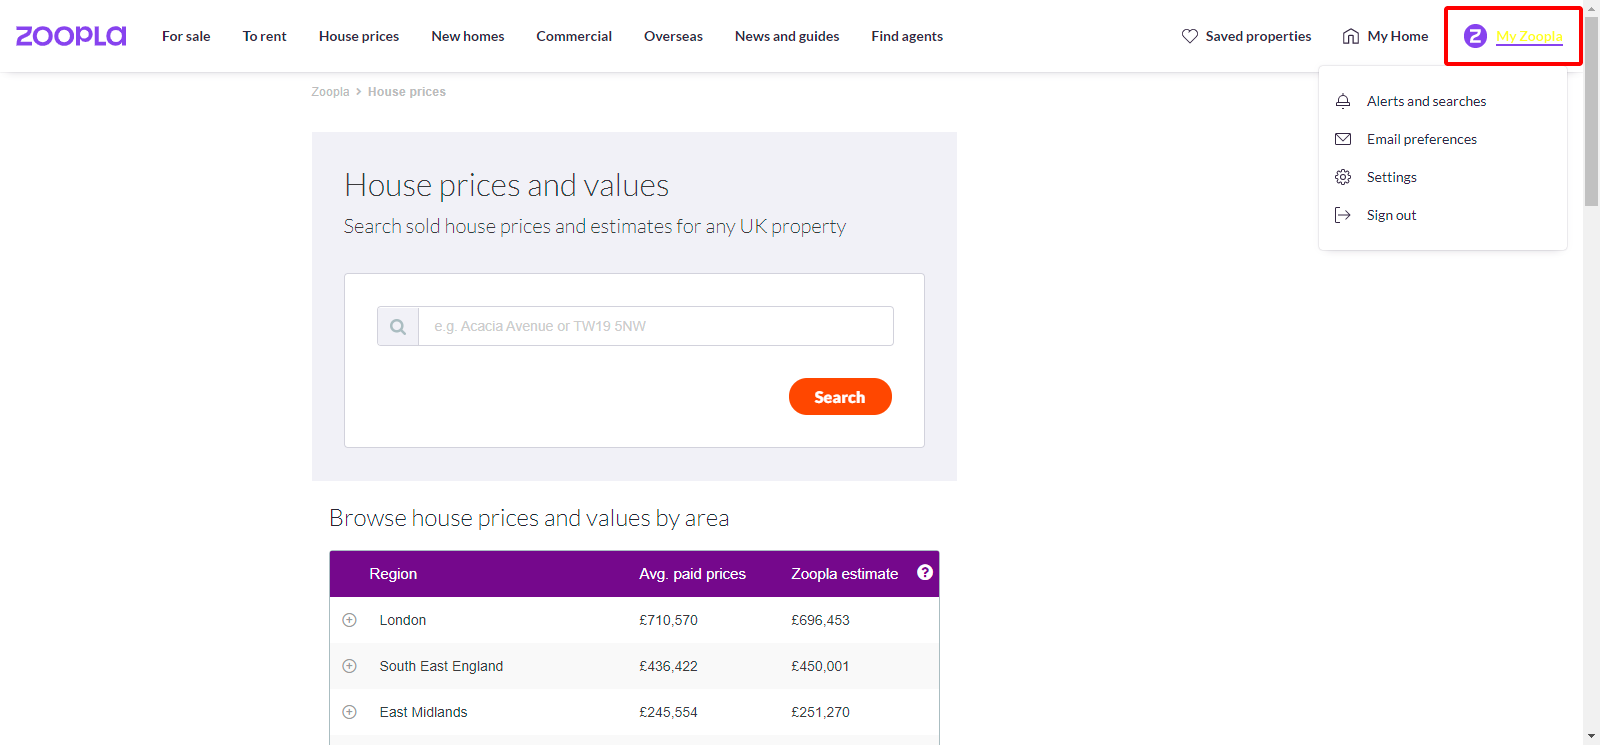 ZOOPLA For sale To rent House prices New homes Commercial Overseas News and guides Find agents Saved properties My Home Z My Zoopla
Zoopla > House prices
Alerts and searches
Email preferences
Settings
Sign out
House prices and values
Search sold house prices and estimates for any UK property
e.g. Acacia Avenue or TW19 5NW
Search
Browse house prices and values by area
Region Avg. paid prices Zoopla estimate ?
London £710,570 £696,453
South East England £436,422 £450,001
East Midlands £245,554 £251,270